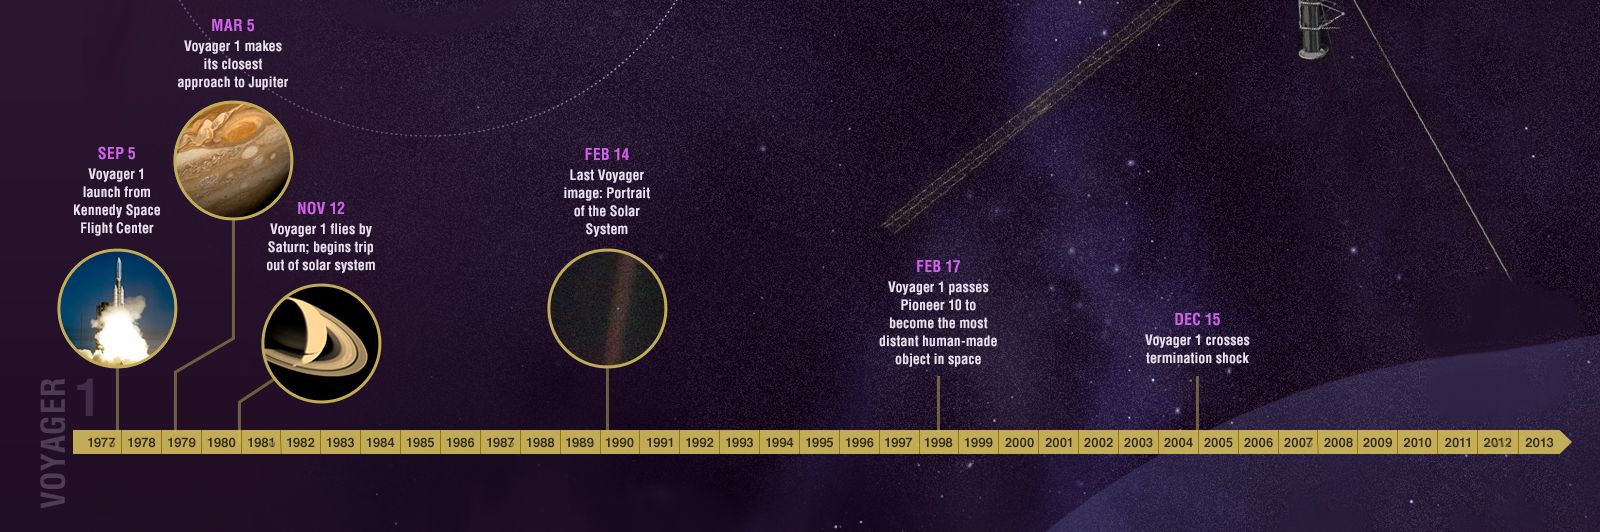 MAR 5
Voyager 1 makes
its closest
approach to Jupiter
SEP 5
Voyager 1
launch from
Kennedy Space
Flight Center
NOV 12
Voyager 1 flies by
Saturn; begins trip
out of solar system
FEB 14
Last Voyager
image: Portrait
of the Solar
System
FEB 17
Voyager 1 passes
Pioneer 10 to
become the most
distant human-made
object in space
DEC 15
Voyager 1 crosses
termination shock
VOYAGER 1
1977 1978 1979 1980 1981 1982 1983 1984 1985 1986 1987 1988 1989 1990 1991 1992 1993 1994 1995 1996 1997 1998 1999 2000 2001 2002 2003 2004 2005 2006 2007 2008 2009 2010 2011 2012 2013